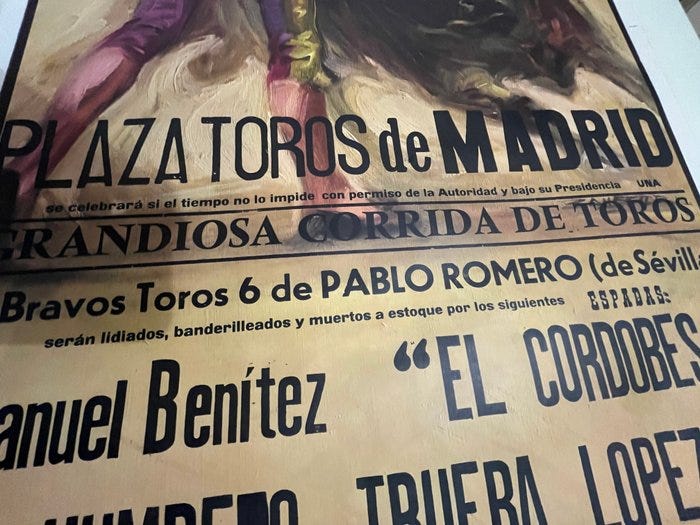 PLAZA TOROS de MADRID
se celebrará si el tiempo no lo impide con permiso de la Autoridad y bajo su Presidencia UNA
GRANDIOSA CORRIDA DE TOROS
Bravos Toros 6 de PABLO ROMERO (de Sévilla
serán lidiados, banderilleados y muertos a estoque por los siguientes ESPADAS:
anuel Benítez “EL CORDOBES
HUMBERTO TRUEBA LOPEZ